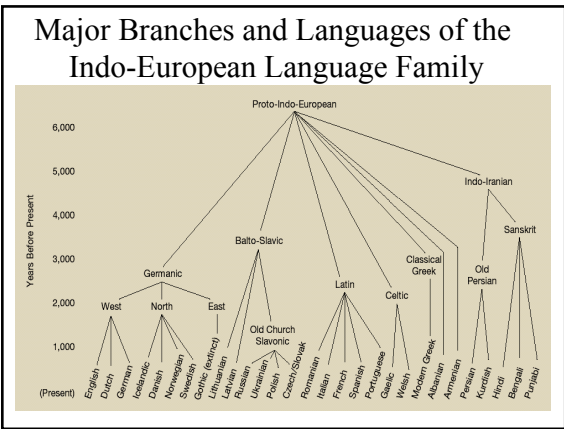 Major Branches and Languages of the
Indo-European Language Family
Proto-Indo-European
6,000
5,000
Indo-Iranian
4,000
Sanskrit
Balto-Slavic
3,000
Classical
Greek
Germanic
Old
Persian
Latin
Celtic
2,000
West
North
East
Old Church
Slavonic
1,000
(Present)
Years Before Present
English
Dutch
German
Icelandic
Danish
Norwegian
Swedish
Gothic (extinct)
Lithuanian
Latvian
Russian
Ukrainian
Polish
Czech/Slovak
Romanian
Italian
French
Spanish
Portuguese
Gaelic
Welsh
Modern Greek
Albanian
Armenian
Persian
Kurdish
Hindi
Bengali
Punjabi